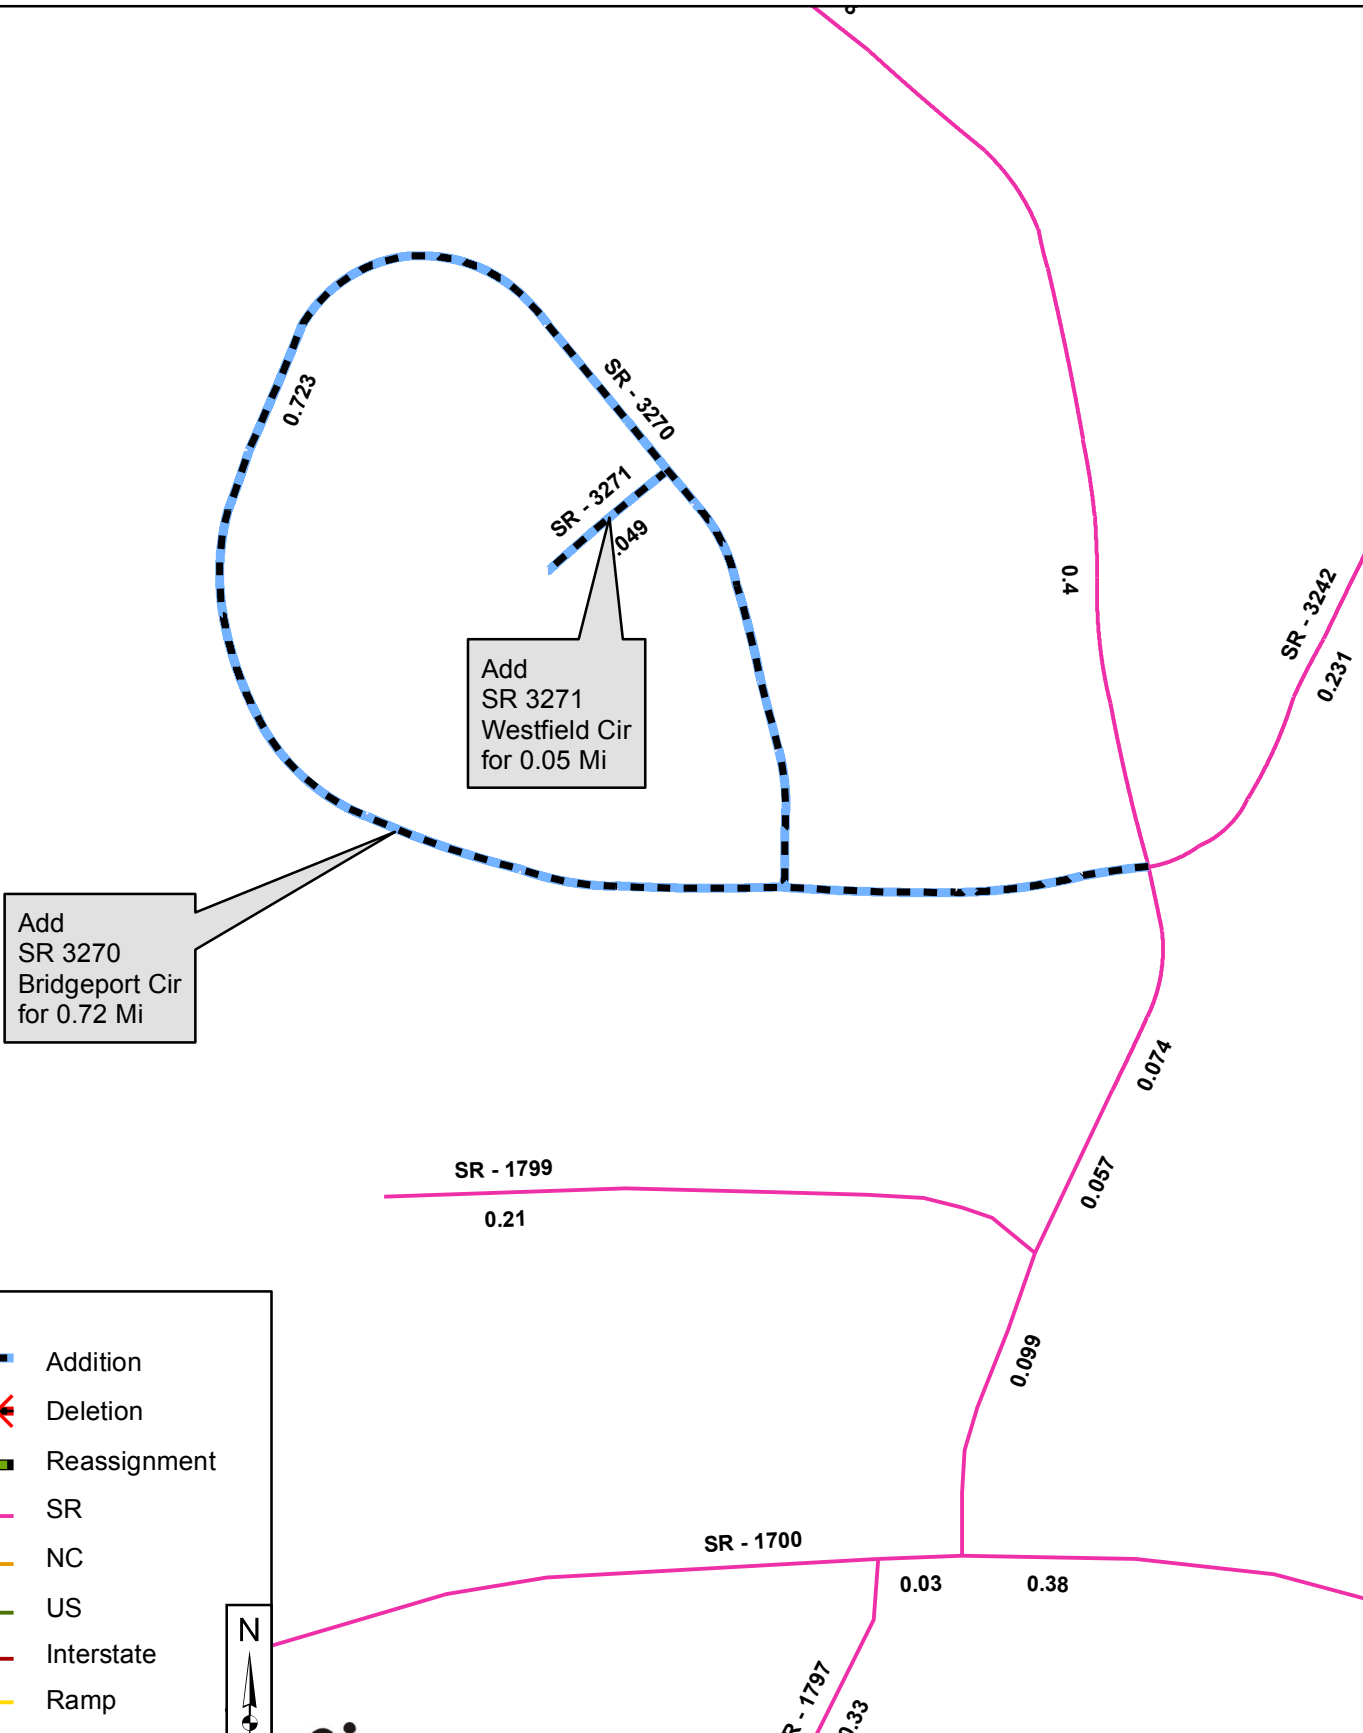 SR - 3270
0.723
SR - 3271
.049
0.4
SR - 3242
0.231
Add
SR 3271
Westfield Cir
for 0.05 Mi
Add
SR 3270
Bridgeport Cir
for 0.72 Mi
0.074
SR - 1799
0.057
0.21
0.099
Addition
Deletion
Reassignment
SR
NC
US
Interstate
Ramp
N
SR - 1700
0.03
0.38
R - 1797
0.33